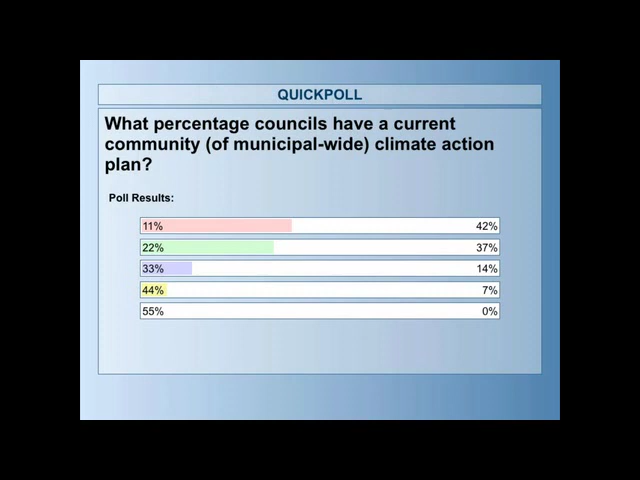 QUICKPOLL
What percentage councils have a current
community (of municipal-wide) climate action
plan?
Poll Results:
11% 42%
22% 37%
33% 14%
44% 7%
55% 0%